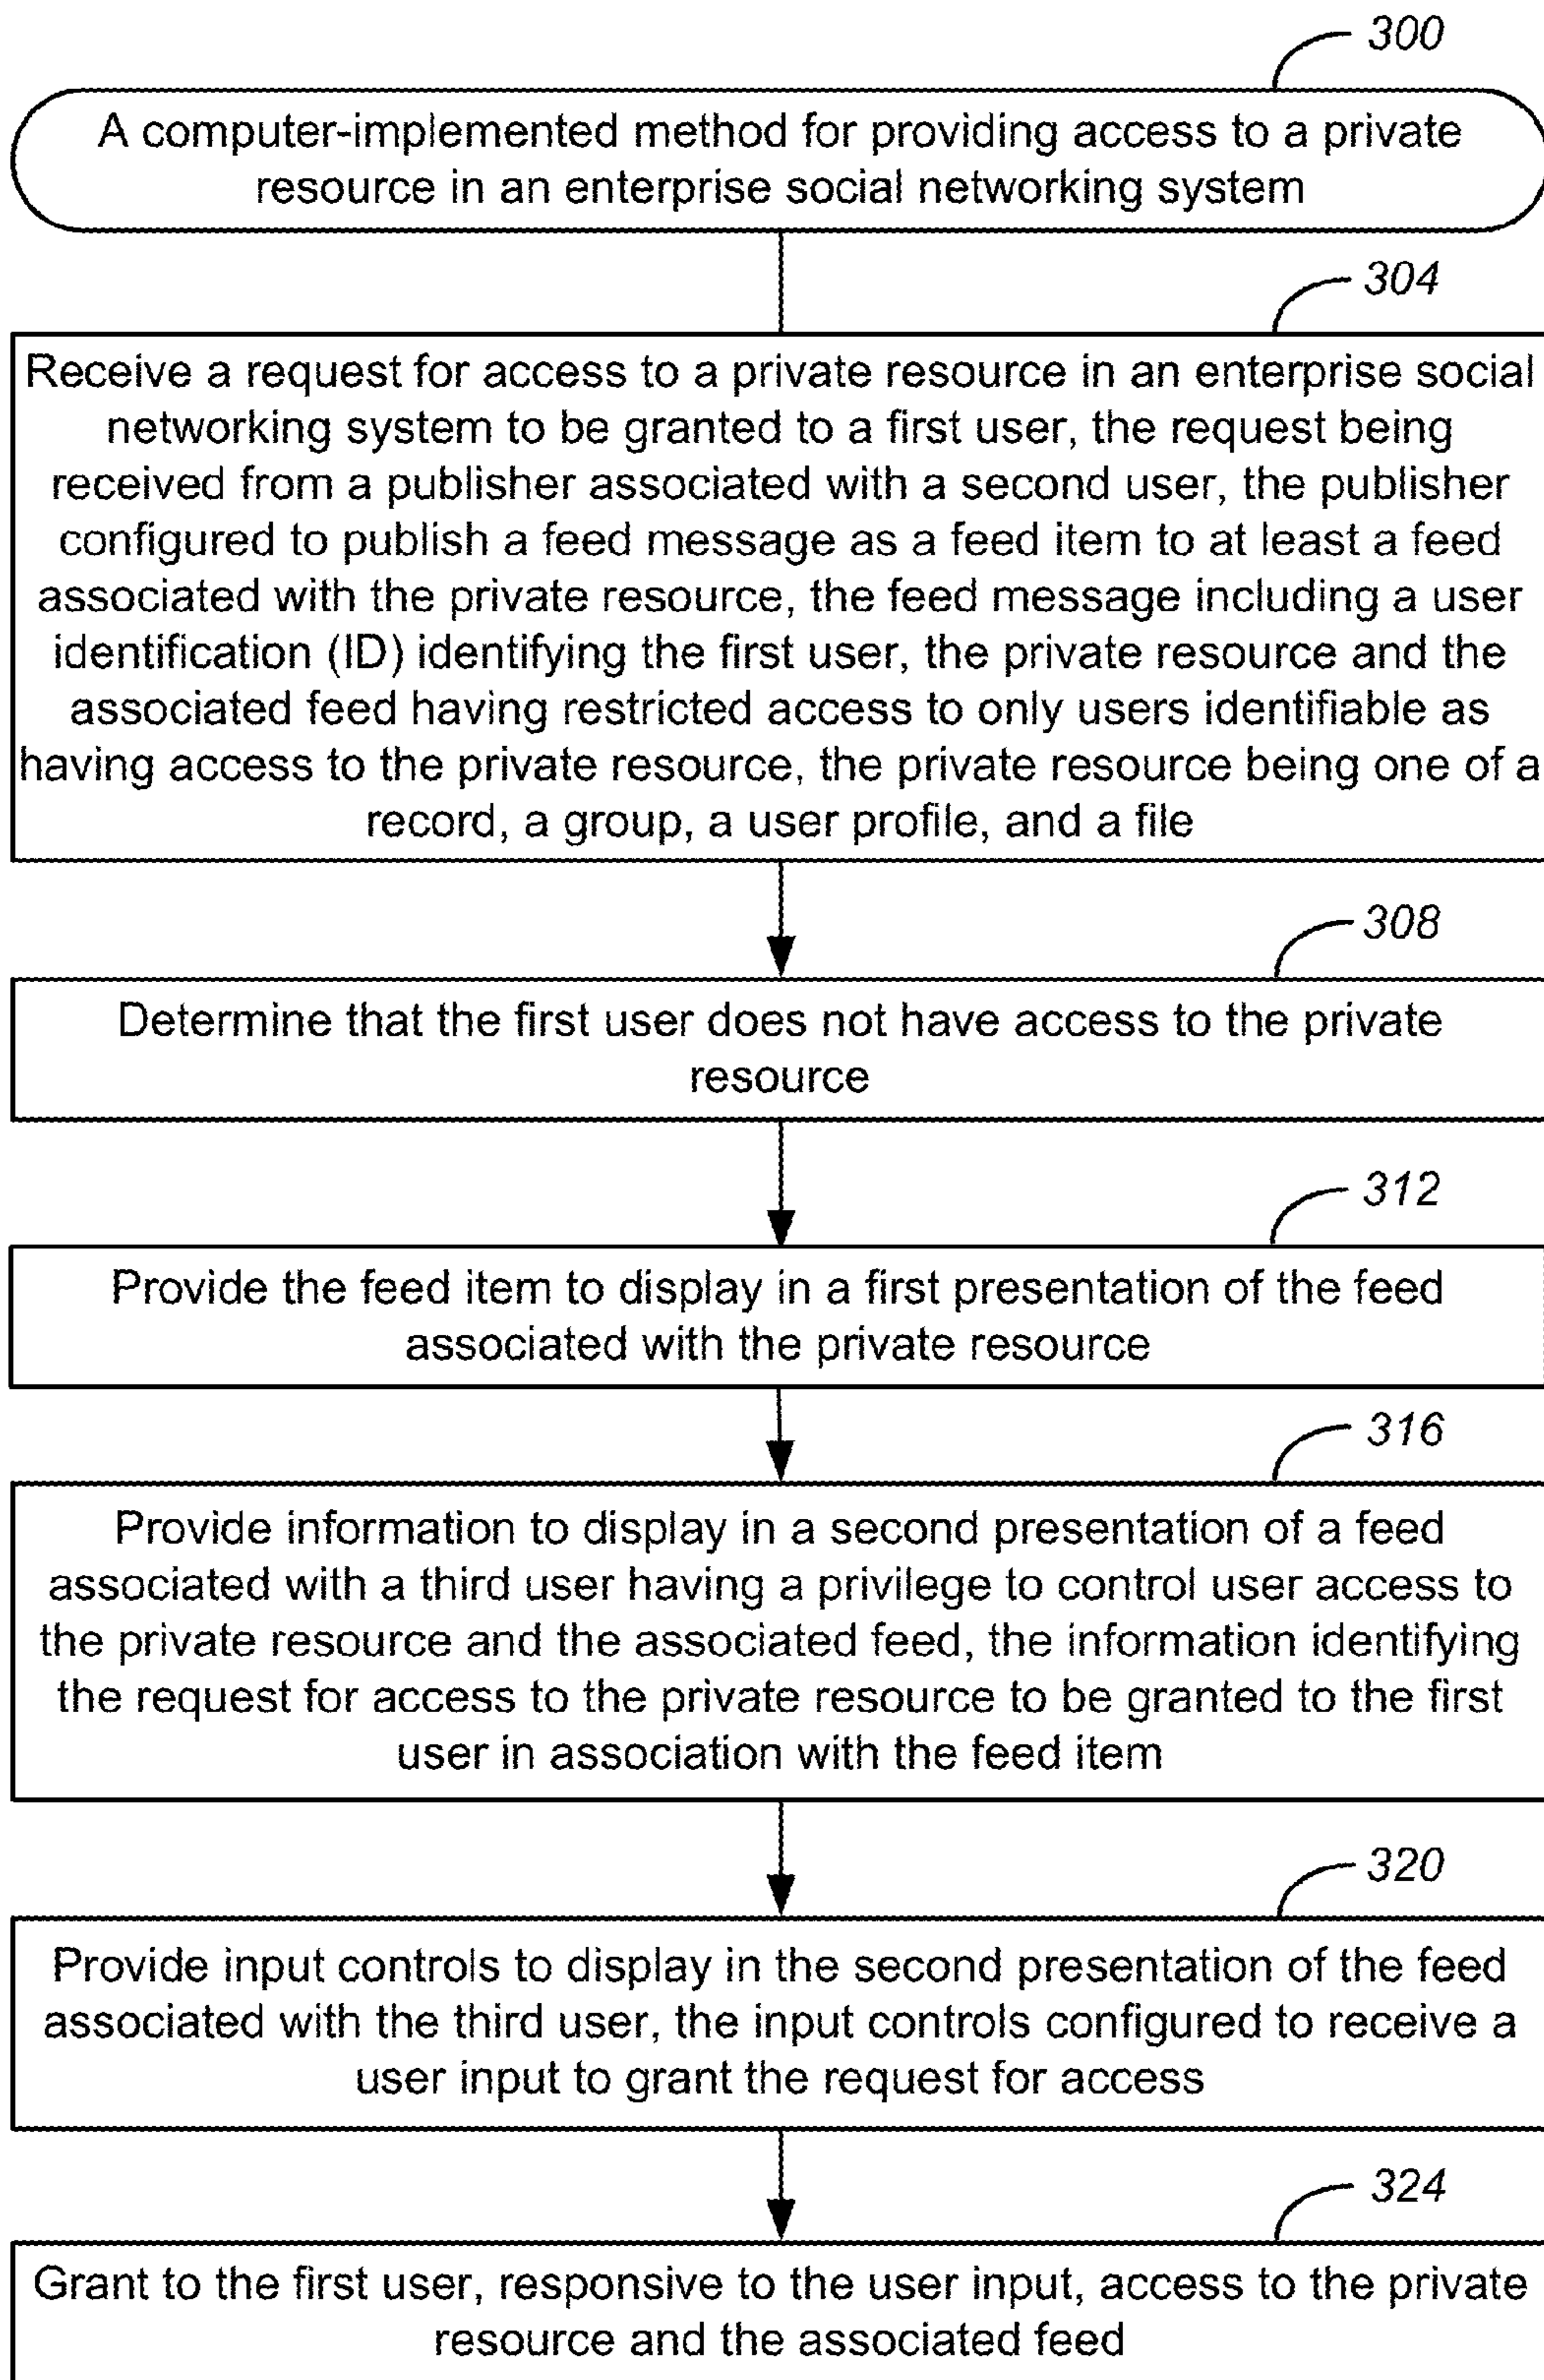 300
A computer-implemented method for providing access to a private
resource in an enterprise social networking system
304
Receive a request for access to a private resource in an enterprise social
networking system to be granted to a first user, the request being
received from a publisher associated with a second user, the publisher
configured to publish a feed message as a feed item to at least a feed
associated with the private resource, the feed message including a user
identification (ID) identifying the first user, the private resource and the
associated feed having restricted access to only users identifiable as
having access to the private resource, the private resource being one of a
record, a group, a user profile, and a file
308
Determine that the first user does not have access to the private
resource
312
Provide the feed item to display in a first presentation of the feed
associated with the private resource
316
Provide information to display in a second presentation of a feed
associated with a third user having a privilege to control user access to
the private resource and the associated feed, the information identifying
the request for access to the private resource to be granted to the first
user in association with the feed item
320
Provide input controls to display in the second presentation of the feed
associated with the third user, the input controls configured to receive a
user input to grant the request for access
324
Grant to the first user, responsive to the user input, access to the private
resource and the associated feed